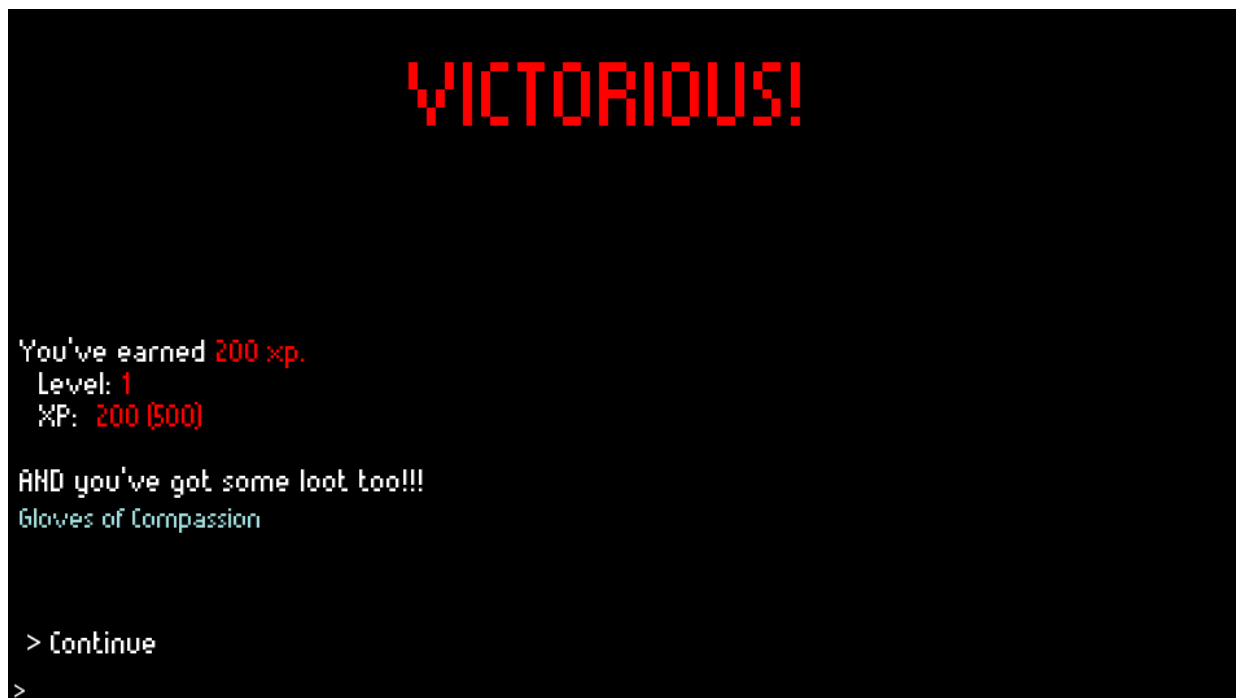 VICTORIOUS!
You've earned 200 xp.
Level: 1
XP: 200 (500)
AND you've got some loot too!!!
Gloves of Compassion
> Continue
>